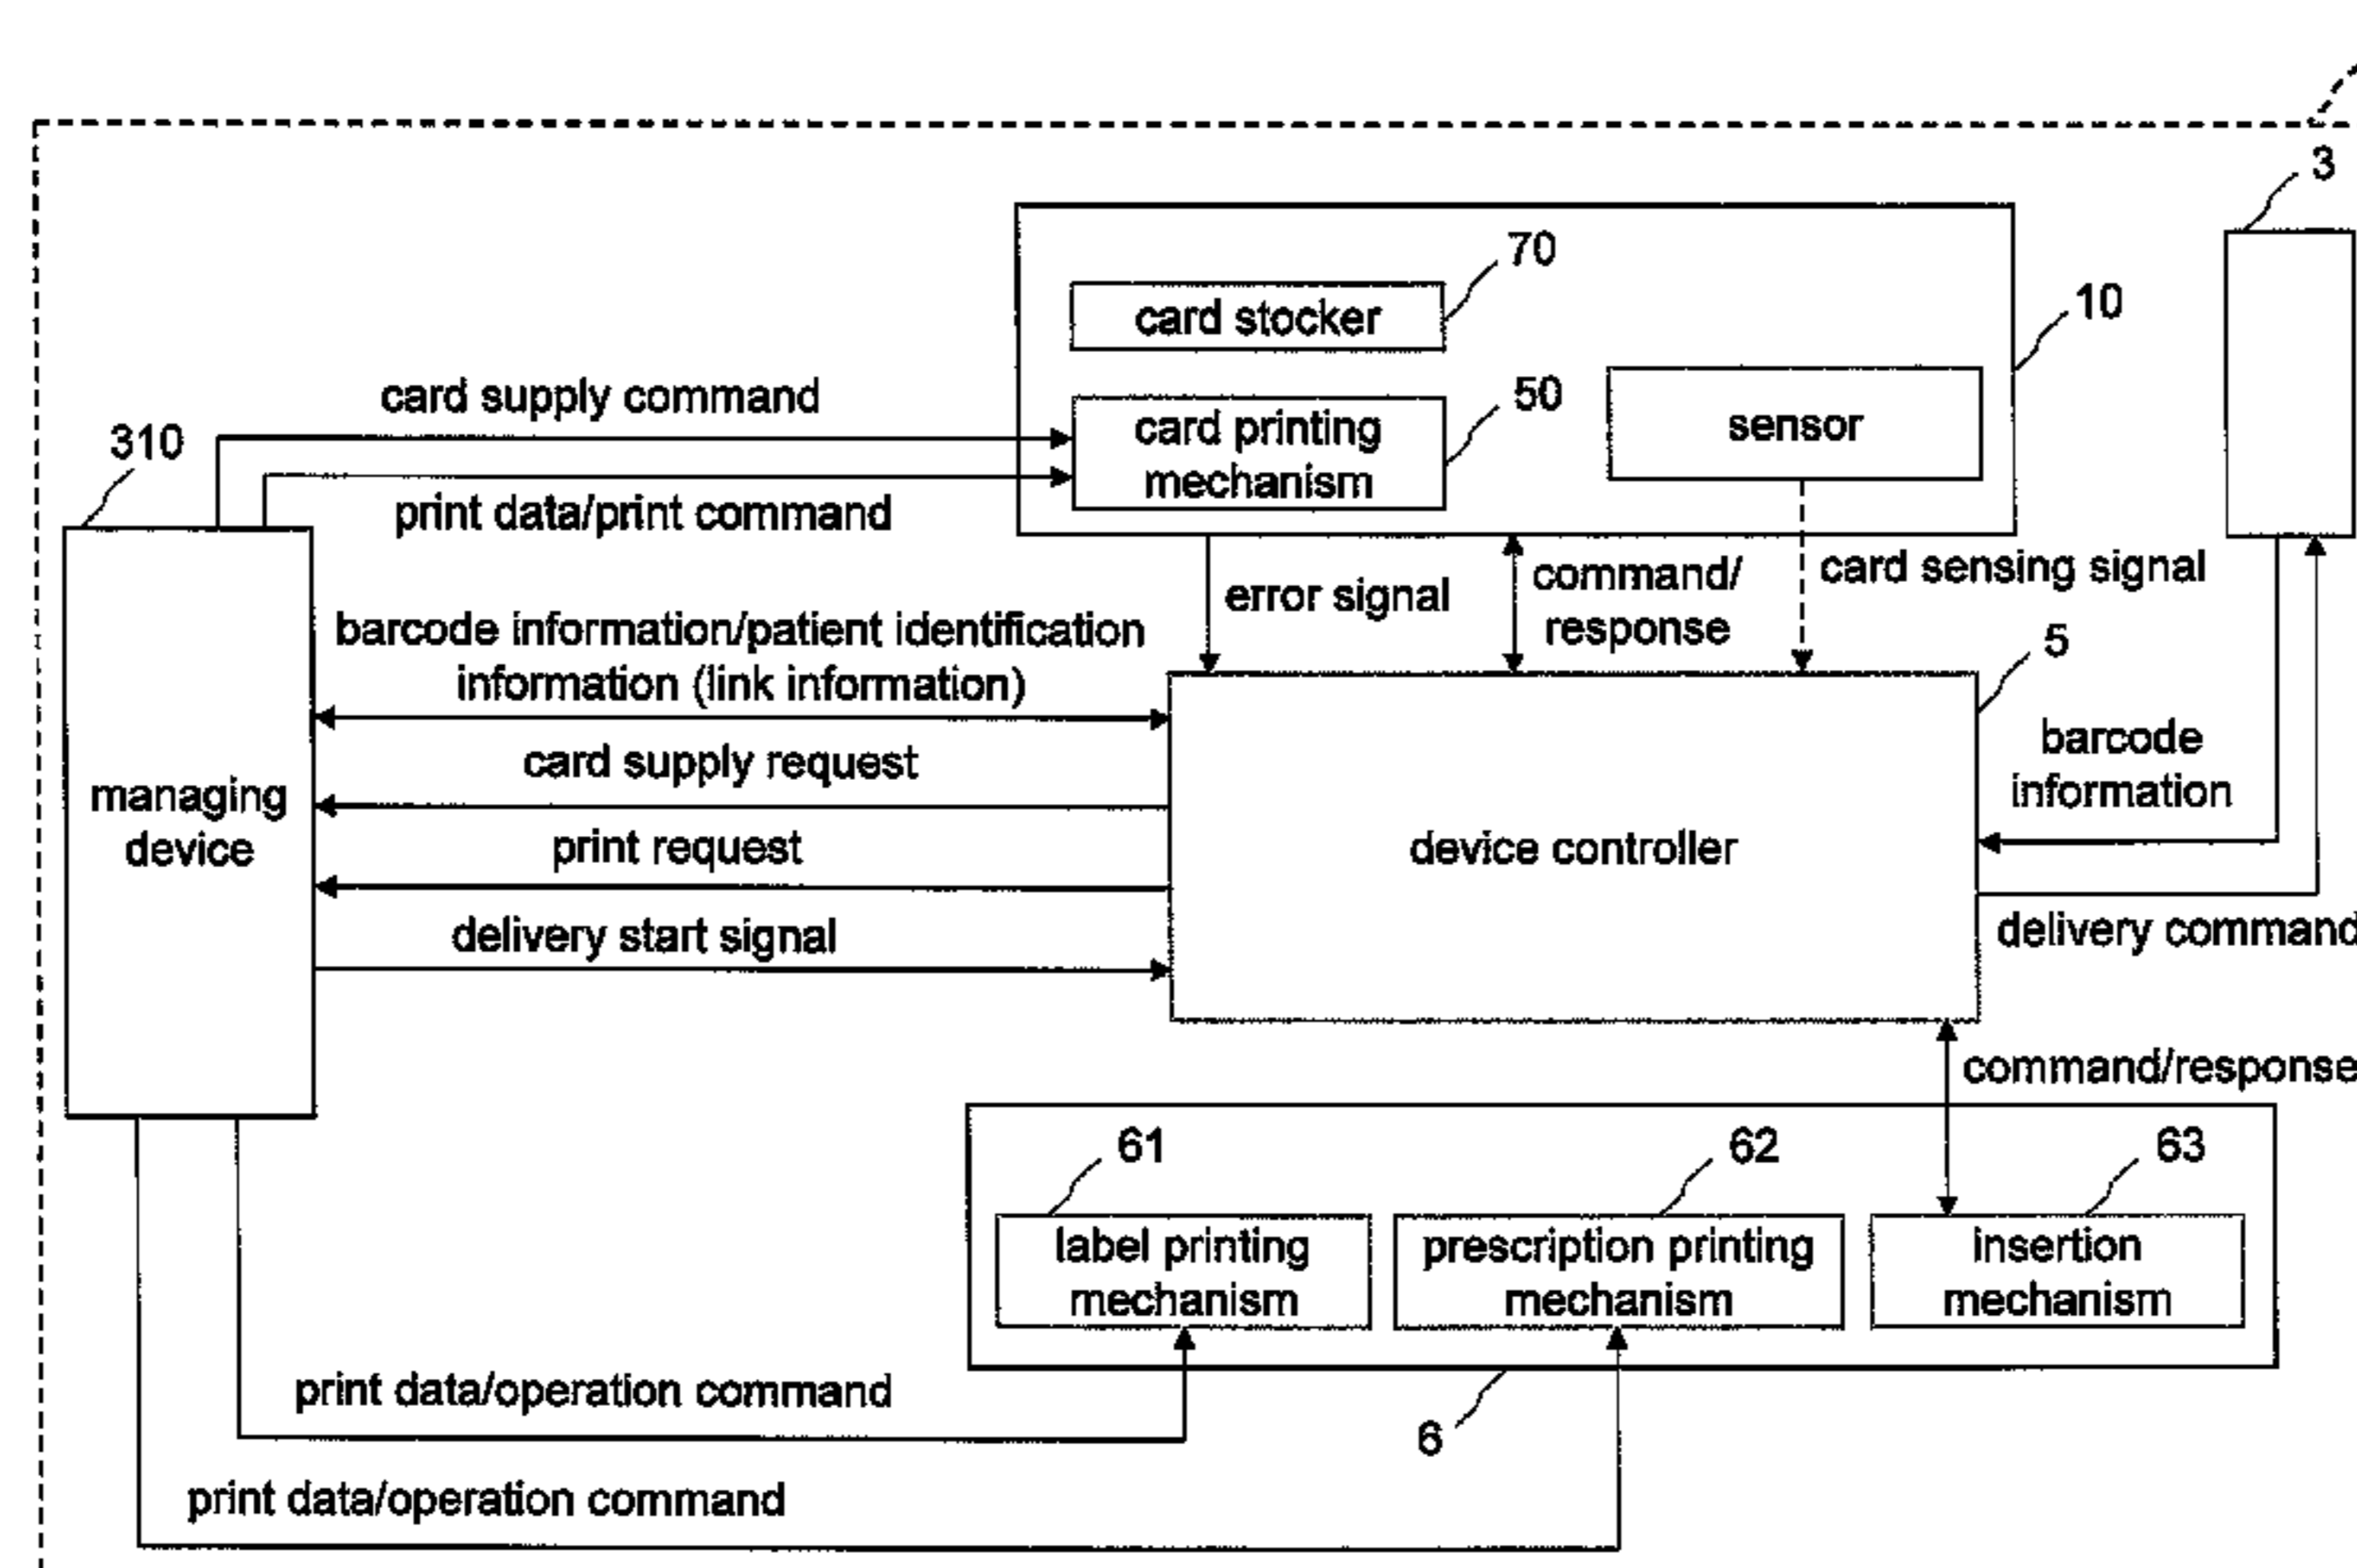 3
70
card stocker
10
card supply command
50
card printing
mechanism
sensor
310
print data/print command
error signal
command/
response
card sensing signal
barcode information/patient identification
information (link information)
5
card supply request
barcode
information
managing
device
print request
device controller
delivery start signal
delivery command
command/response
61
62
63
label printing
mechanism
prescription printing
mechanism
insertion
mechanism
print data/operation command
6
print data/operation command